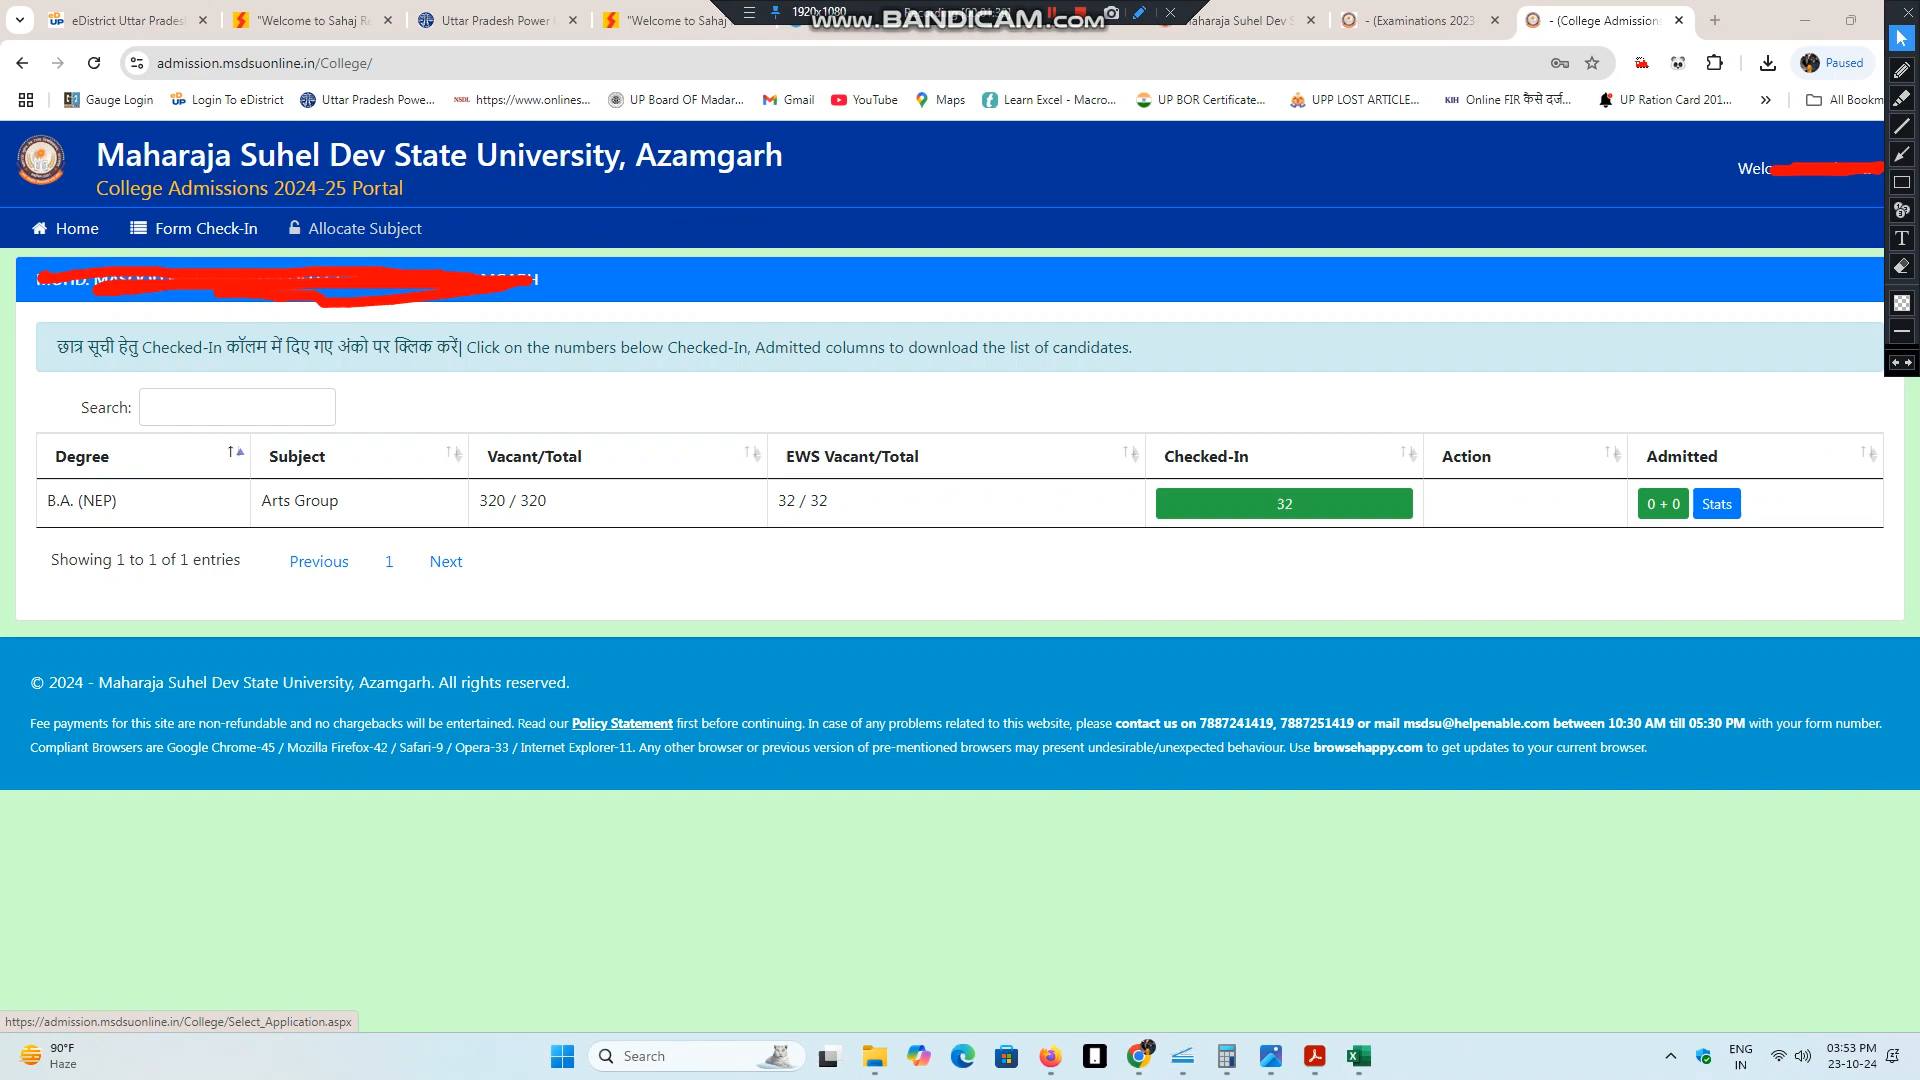 eDistrict Uttar Prades
"Welcome to Sahaj Re
Uttar Pradesh Power
"Welcome to Sahaj
1920x1080
Recording [00:01:30]
www.BANDICAM.com
aharaja Suhel Dev S
- (Examinations 2023-
- (College Admissions
admission.msdsuonline.in/College/
Paused
Gauge Login
Login To eDistrict
Uttar Pradesh Powe...
NSDL https://www.onlines...
UP Board OF Madar...
Gmail
YouTube
Maps
Learn Excel - Macro...
UP BOR Certificate...
UPP LOST ARTICLE...
KIH Online FIR कैसे दर्ज...
UP Ration Card 201...
All Bookm
Maharaja Suhel Dev State University, Azamgarh
College Admissions 2024-25 Portal
Welc
Home
Form Check-In
Allocate Subject
छात्र सूची हेतु Checked-In कॉलम में दिए गए अंको पर क्लिक करें| Click on the numbers below Checked-In, Admitted columns to download the list of candidates.
Search:
Degree Subject Vacant/Total EWS Vacant/Total Checked-In Action Admitted
B.A. (NEP) Arts Group 320 / 320 32 / 32 32 0 + 0 Stats
Showing 1 to 1 of 1 entries Previous 1 Next
© 2024 - Maharaja Suhel Dev State University, Azamgarh. All rights reserved.
Fee payments for this site are non-refundable and no chargebacks will be entertained. Read our Policy Statement first before continuing. In case of any problems related to this website, please contact us on 7887241419, 7887251419 or mail msdsu@helpenable.com between 10:30 AM till 05:30 PM with your form number.
Compliant Browsers are Google Chrome-45 / Mozilla Firefox-42 / Safari-9 / Opera-33 / Internet Explorer-11. Any other browser or previous version of pre-mentioned browsers may present undesirable/unexpected behaviour. Use browsehappy.com to get updates to your current browser.
https://admission.msdsuonline.in/College/Select_Application.aspx
90°F
Haze
Search
ENG
IN
03:53 PM
23-10-24